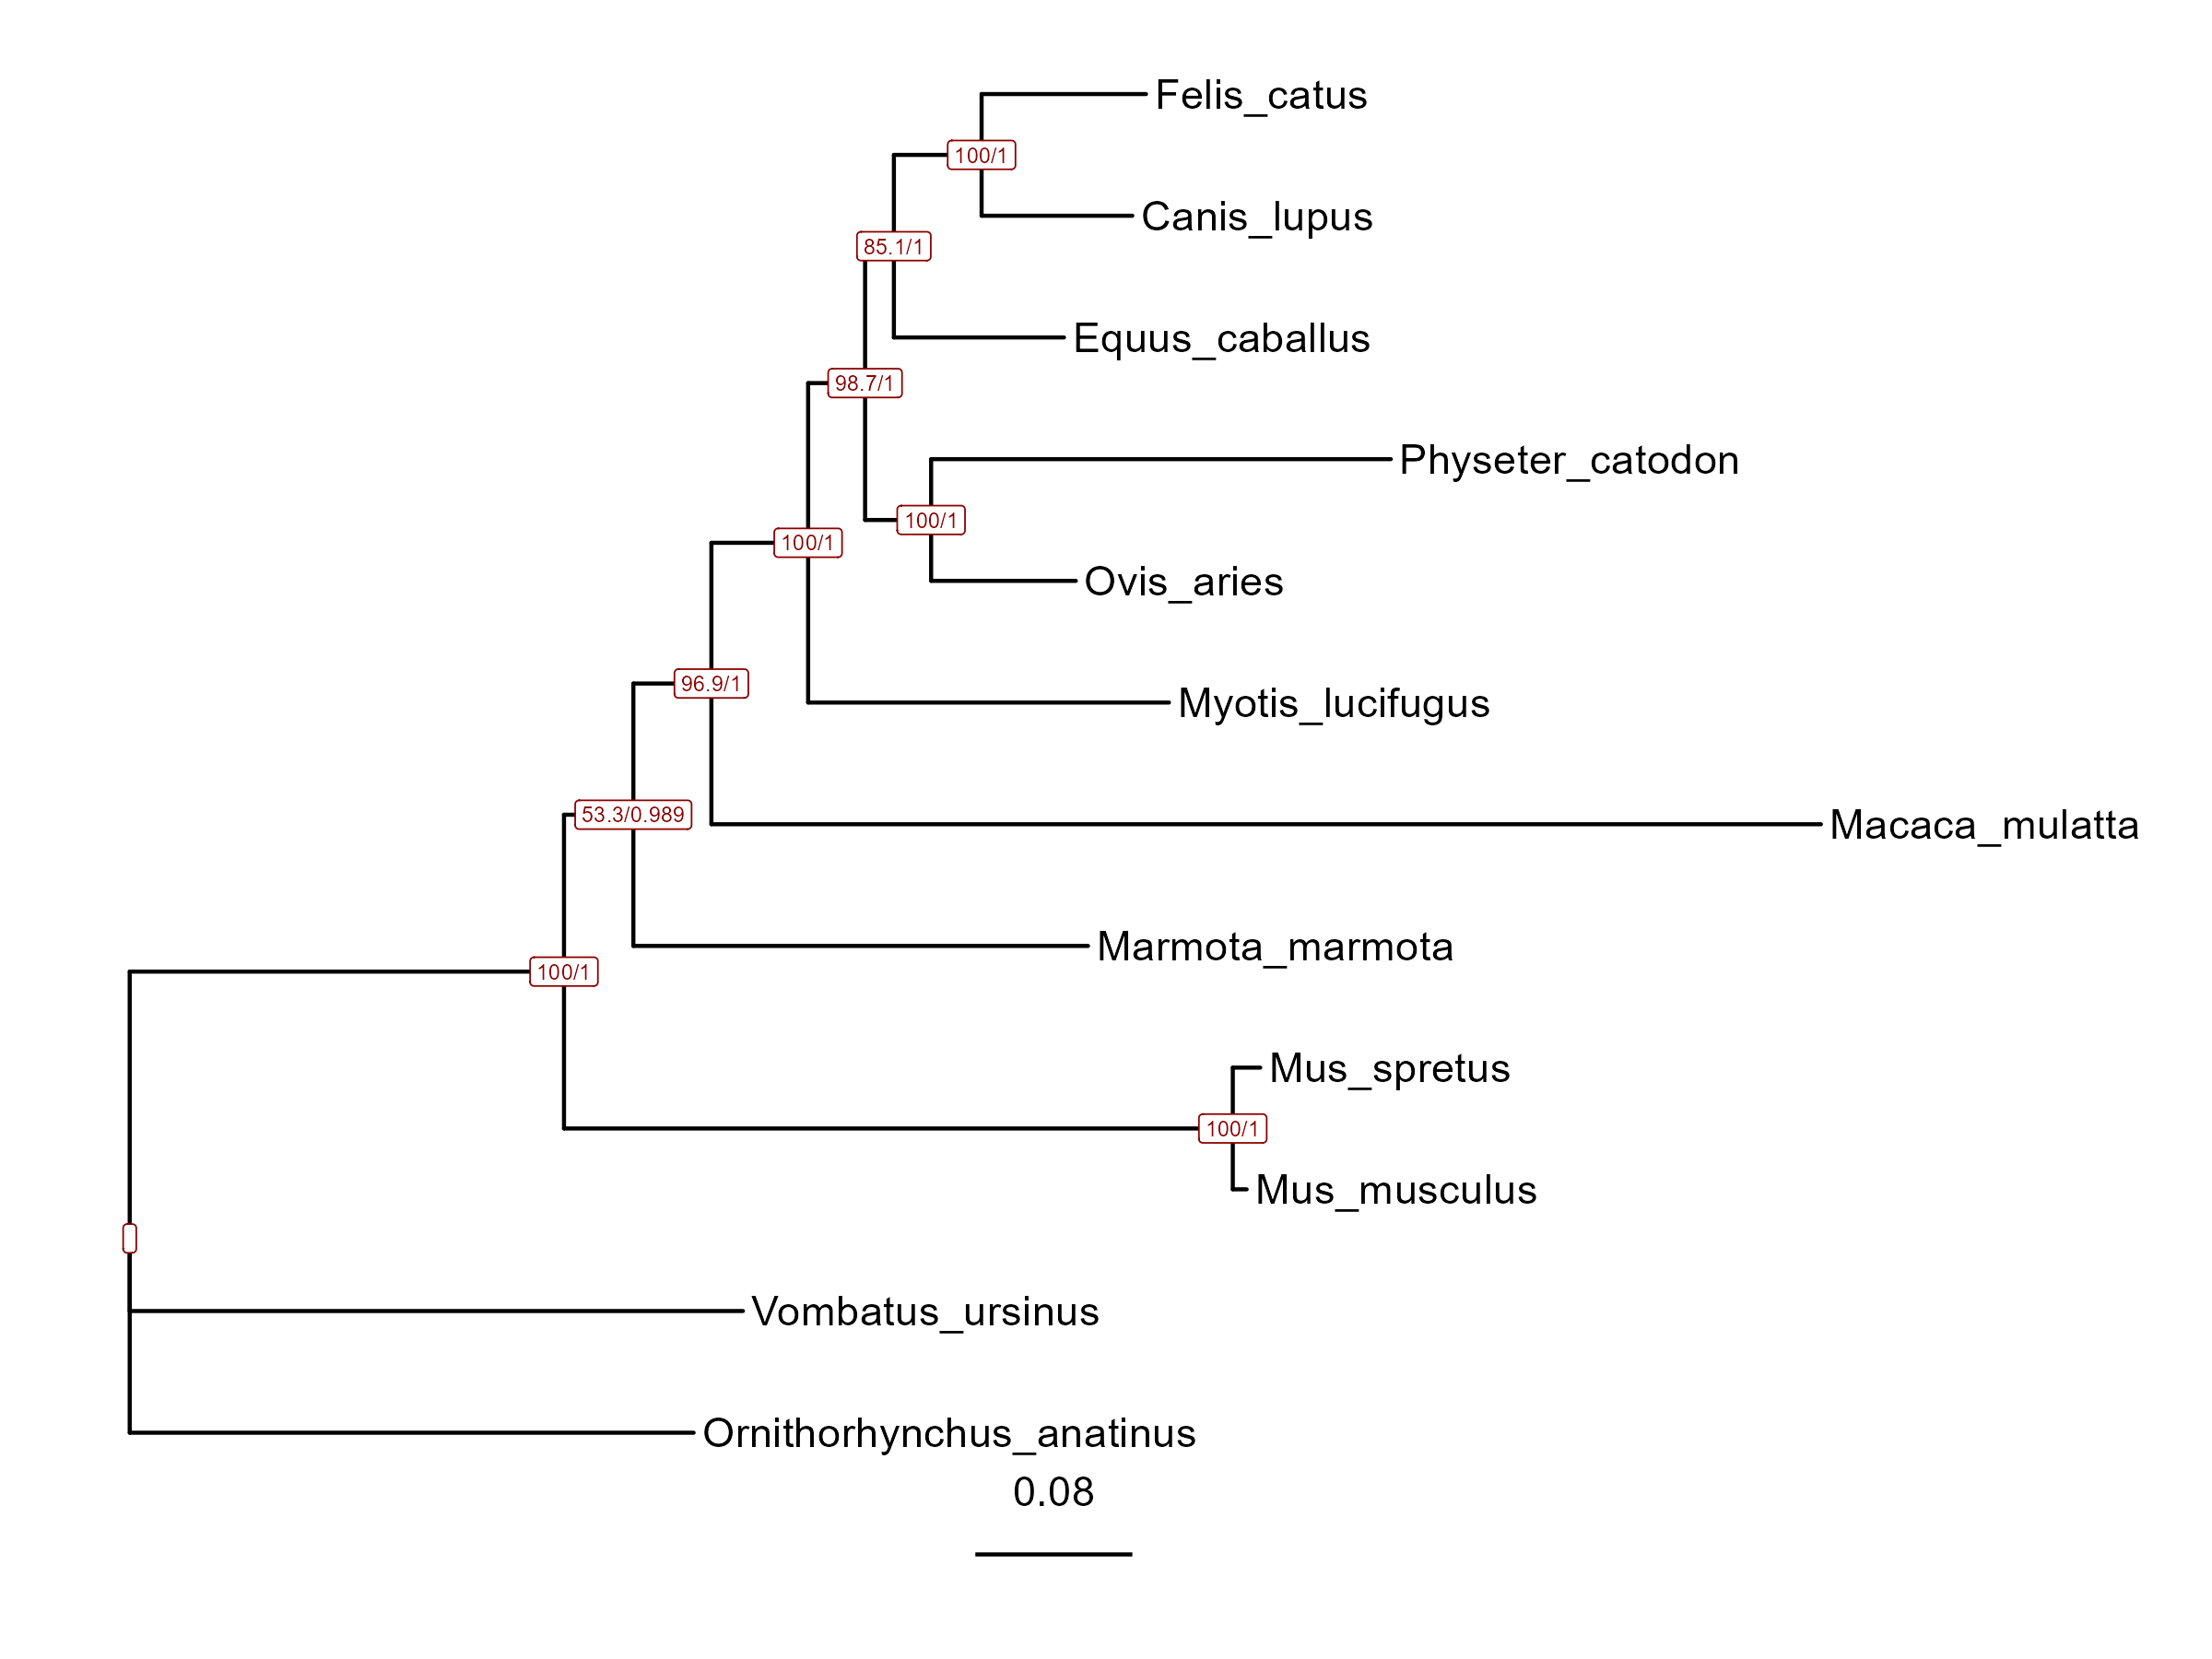 Felis_catus
100/1
Canis_lupus
85.1/1
Equus_caballus
98.7/1
Physeter_catodon
100/1
100/1
Ovis_aries
96.9/1
Myotis_lucifugus
53.3/0.989
Macaca_mulatta
Marmota_marmota
100/1
Mus_spretus
100/1
Mus_musculus
Vombatus_ursinus
Ornithorhynchus_anatinus
0.08